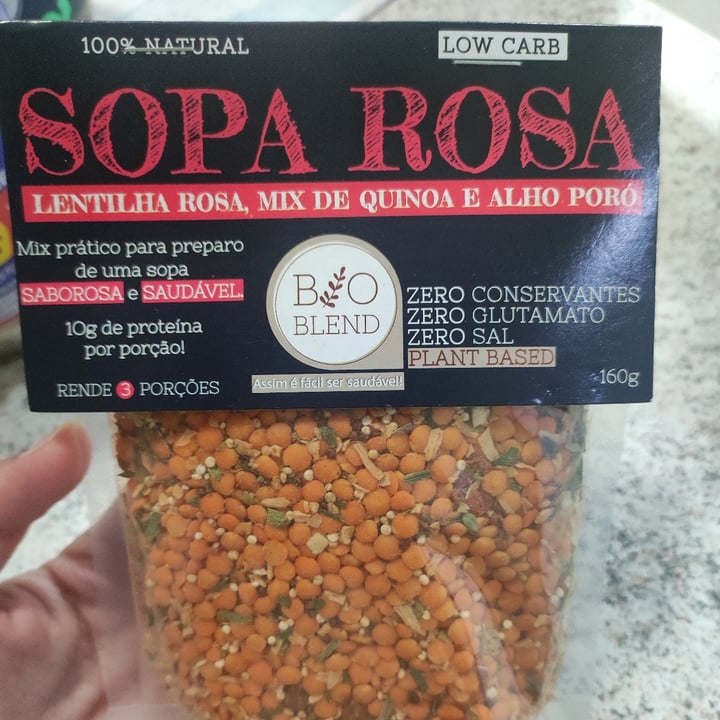 100% NATURAL
LOW CARB
SOPA ROSA
LENTILHA ROSA, MIX DE QUINOA E ALHO PORÓ
Mix prático para preparo
de uma sopa
SABOROSA e SAUDÁVEL.
10g de proteína
por porção!
RENDE 3 PORÇÕES
BIO
BLEND
Assim é fácil ser saudável!
ZERO CONSERVANTES
ZERO GLUTAMATO
ZERO SAL
PLANT BASED
160g